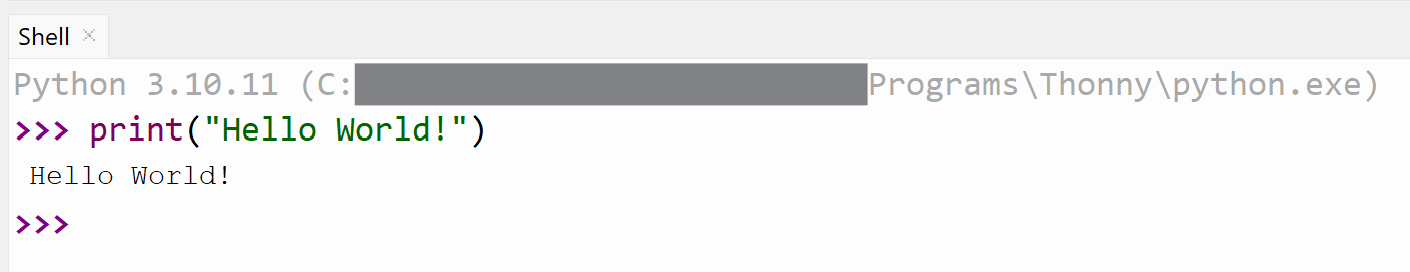 Shell
Python 3.10.11 (C: Programs\Thonny\python.exe)
>>> print("Hello World!")
Hello World!
>>>